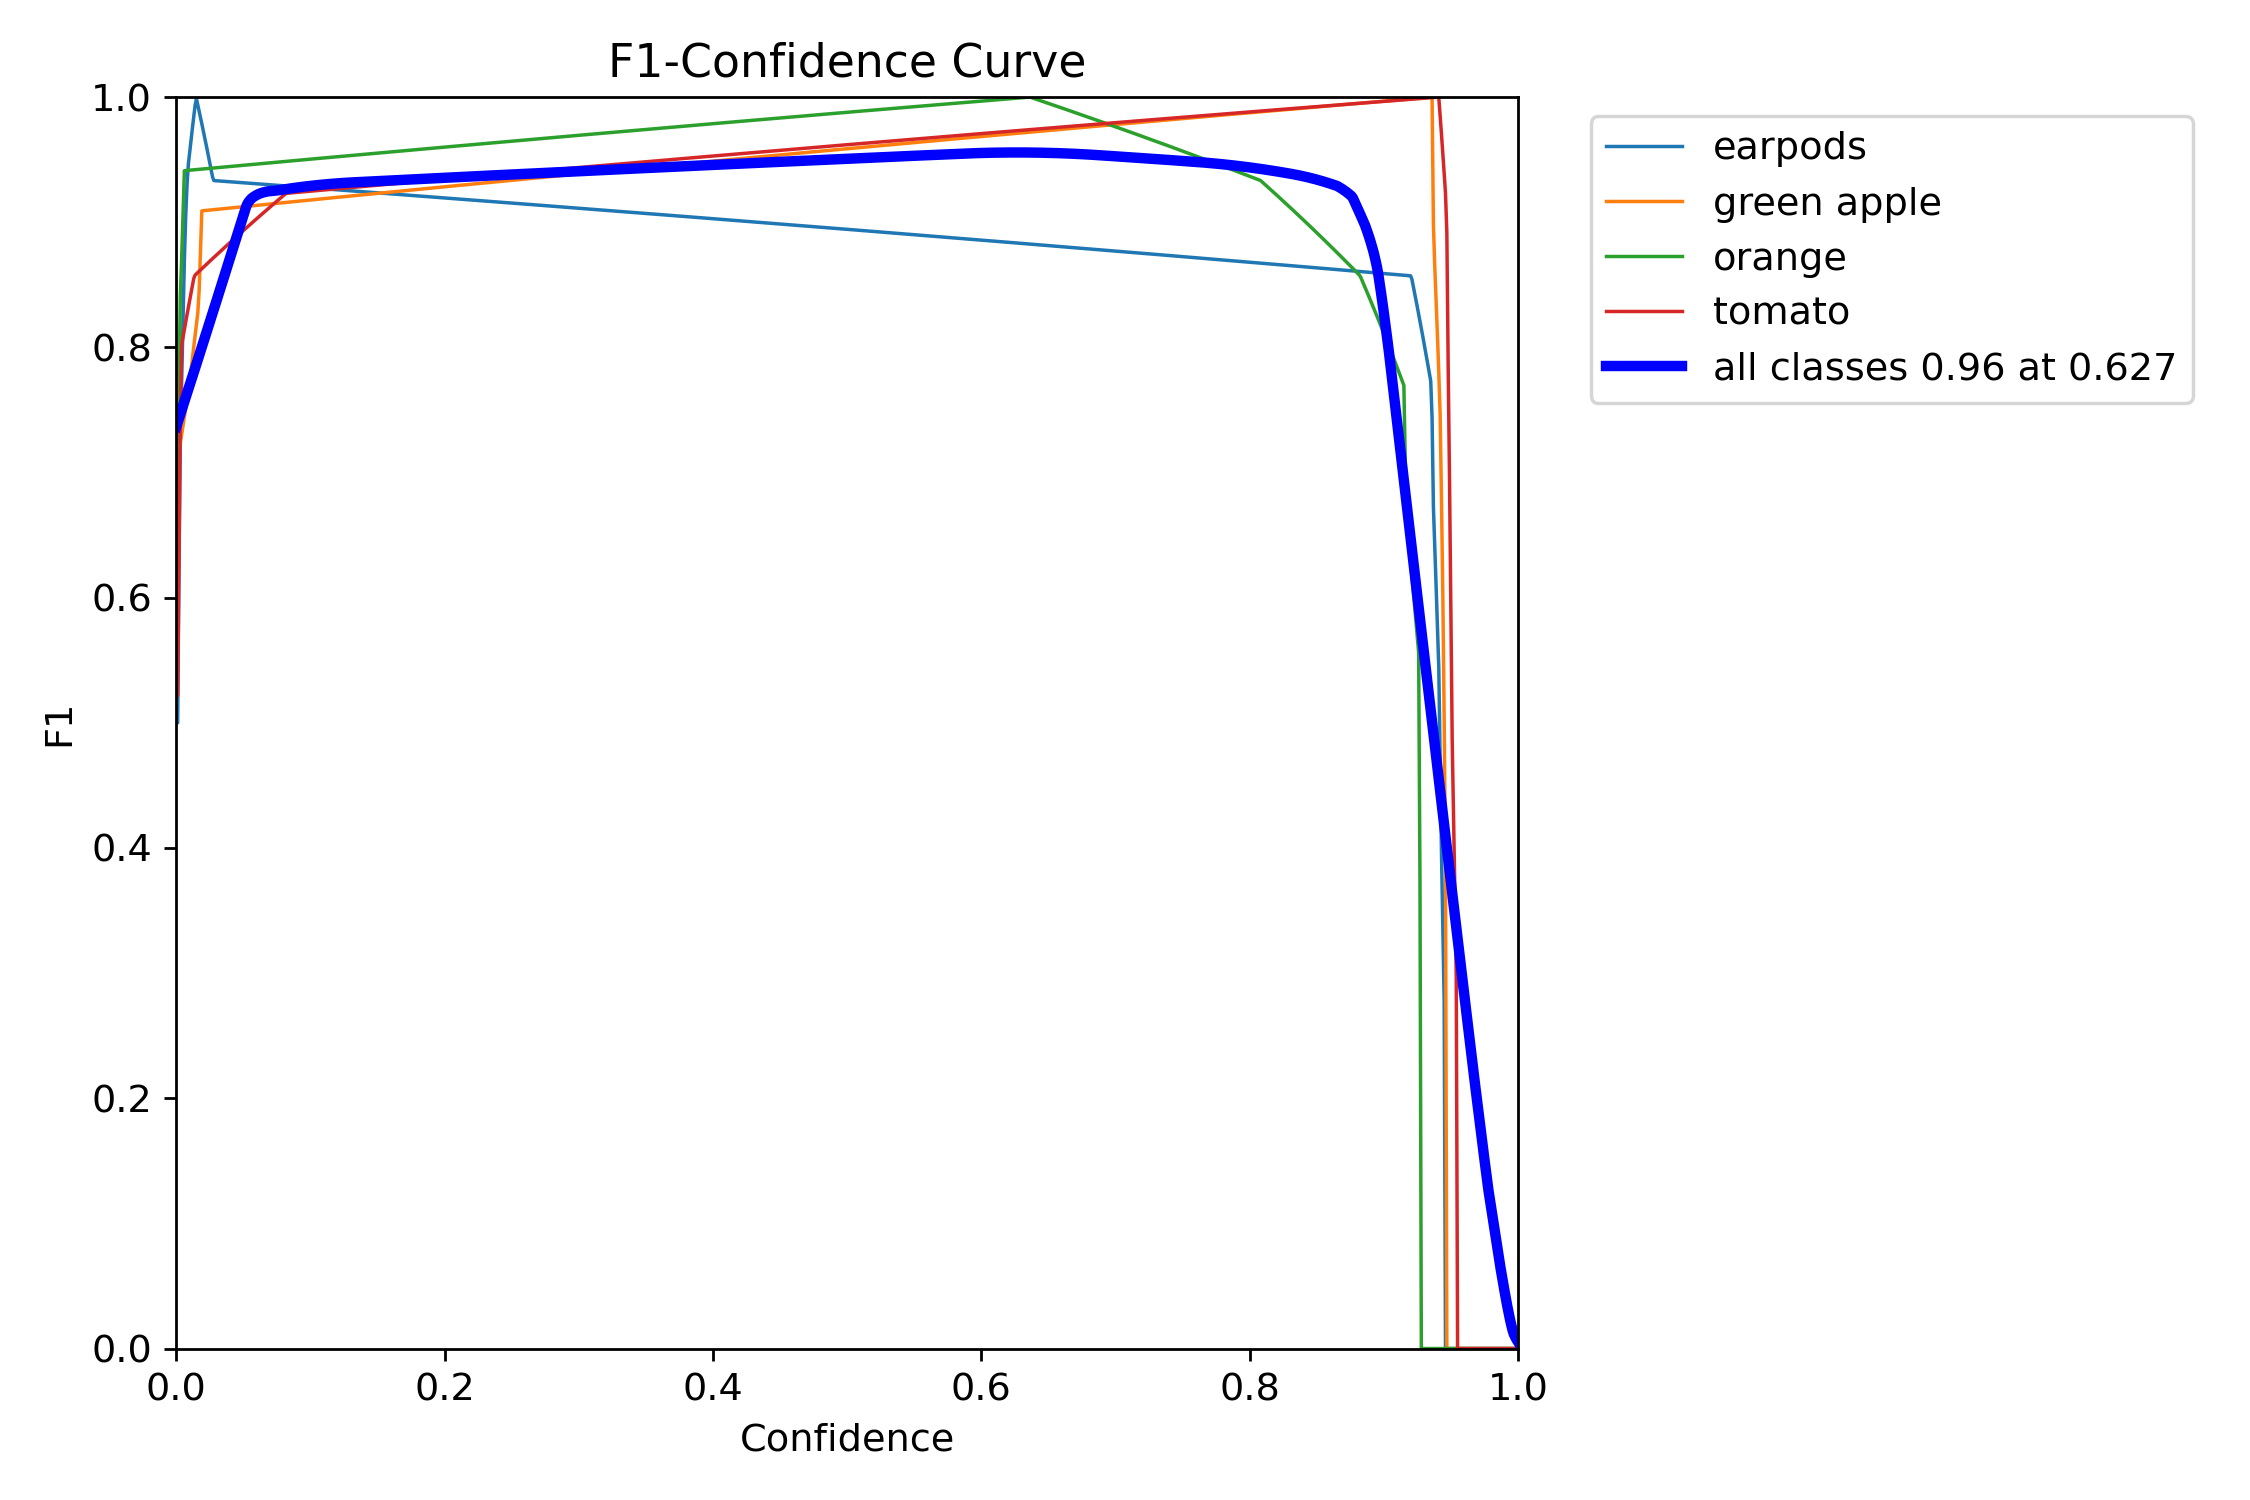 F1-Confidence Curve
1.0
0.8
0.6
0.4
0.2
0.0
F1
0.0 0.2 0.4 0.6 0.8 1.0
Confidence
earpods
green apple
orange
tomato
all classes 0.96 at 0.627